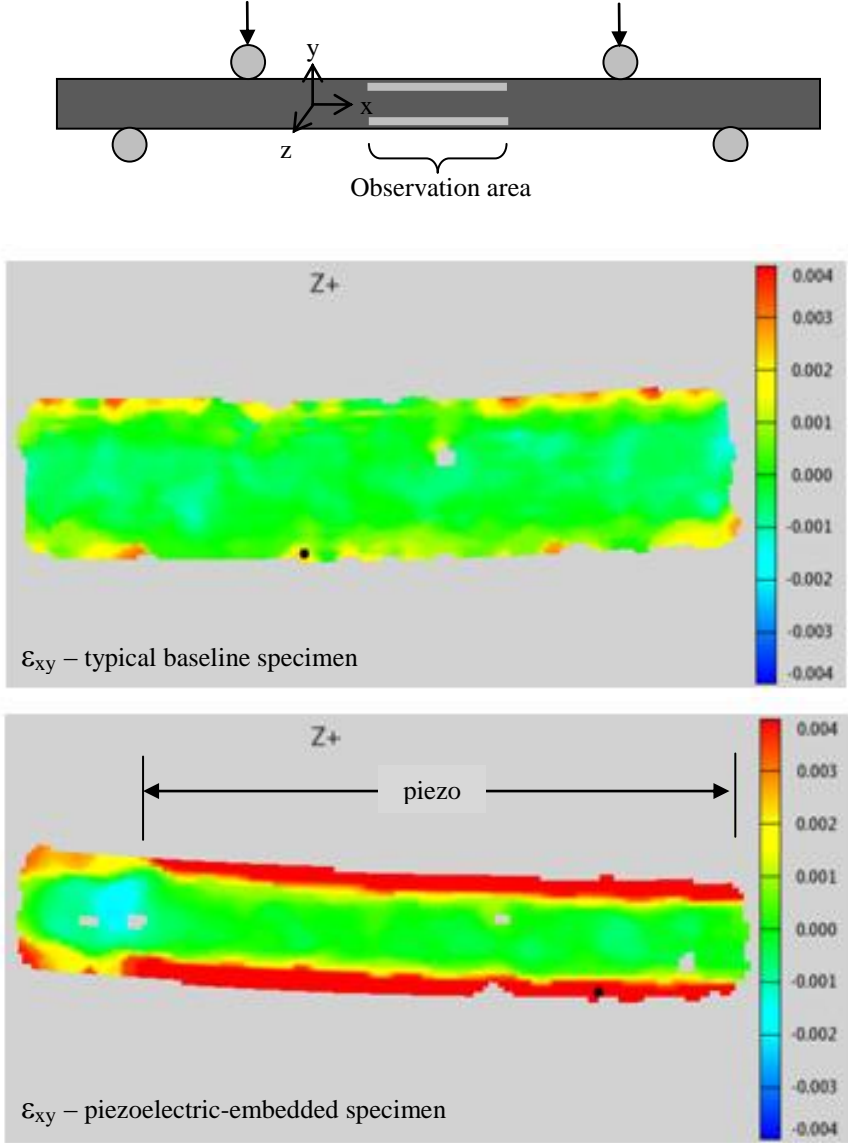 y
x
z
Observation area
Z+
0.004
0.003
0.002
0.001
0.000
-0.001
-0.002
-0.003
-0.004
εxy – typical baseline specimen
Z+
piezo
0.004
0.003
0.002
0.001
0.000
-0.001
-0.002
-0.003
-0.004
εxy – piezoelectric-embedded specimen